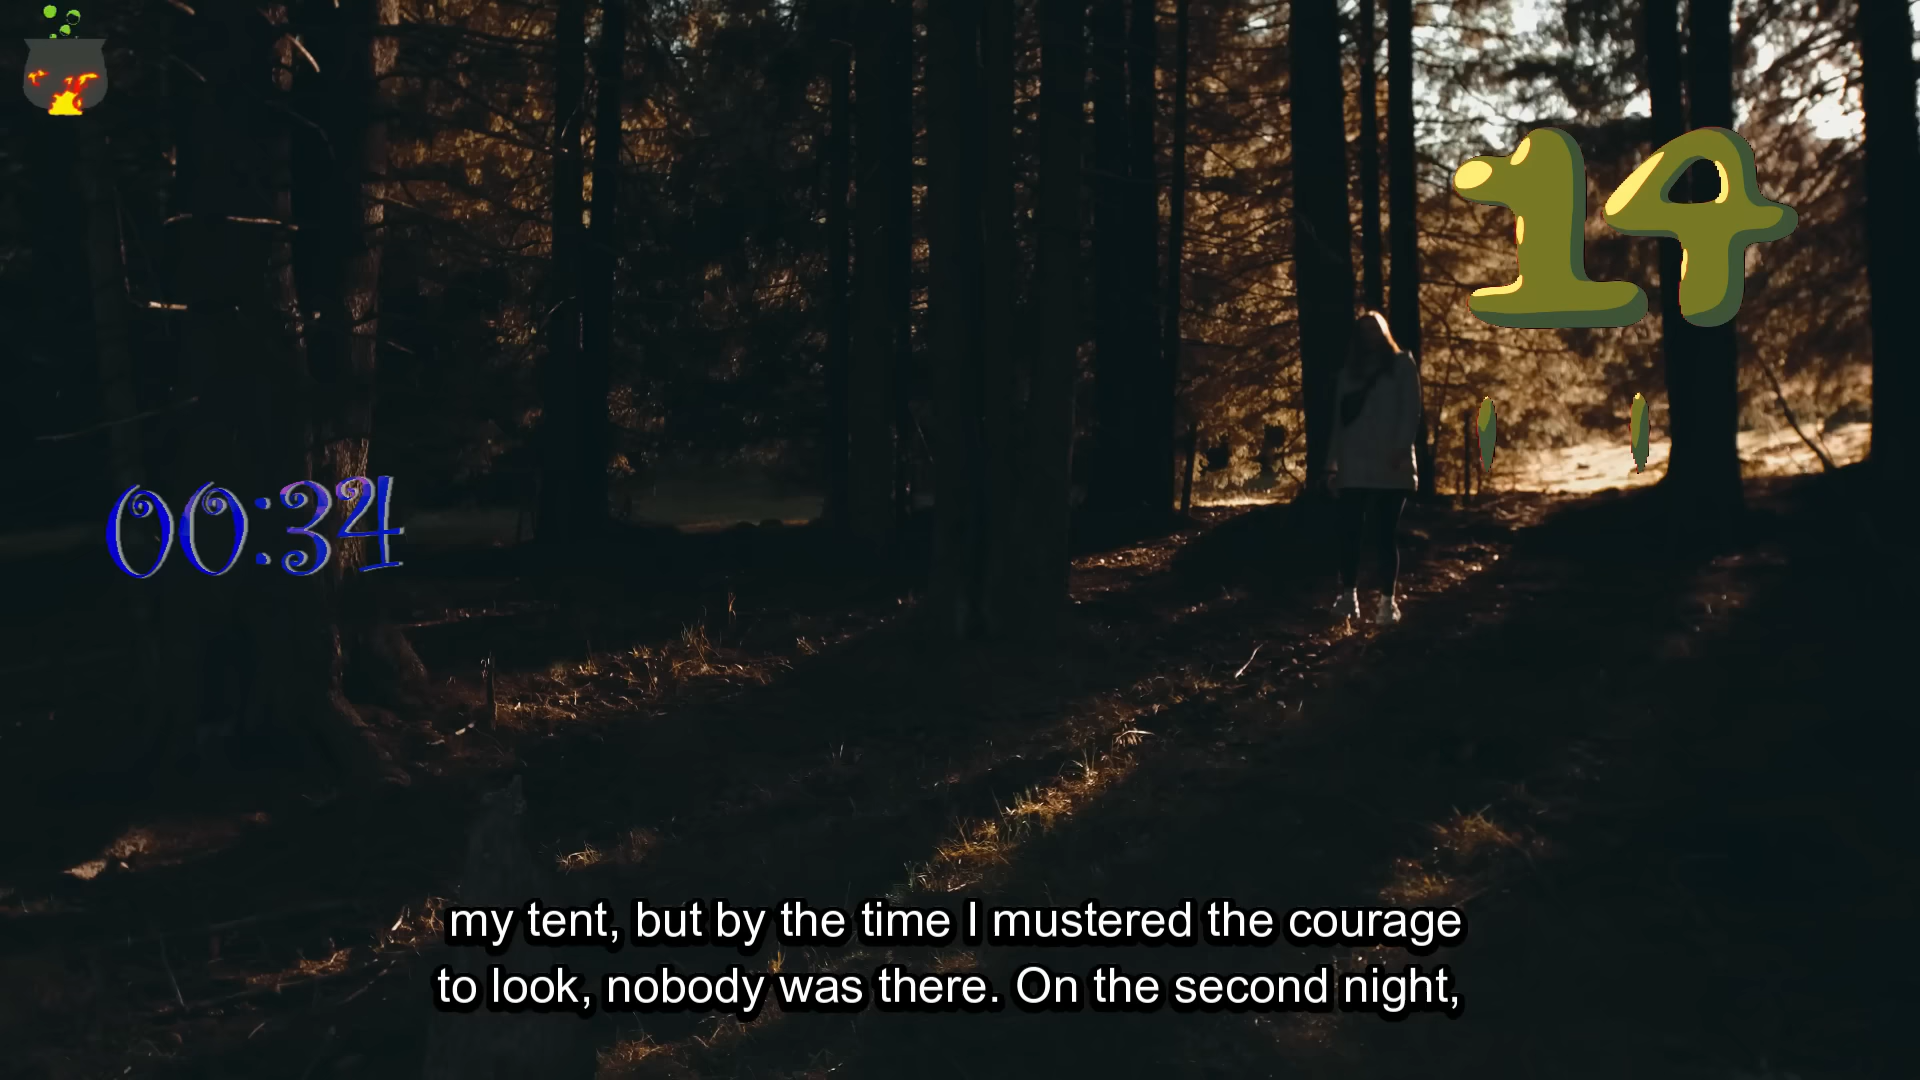 14
00:34
my tent, but by the time I mustered the courage
to look, nobody was there. On the second night,